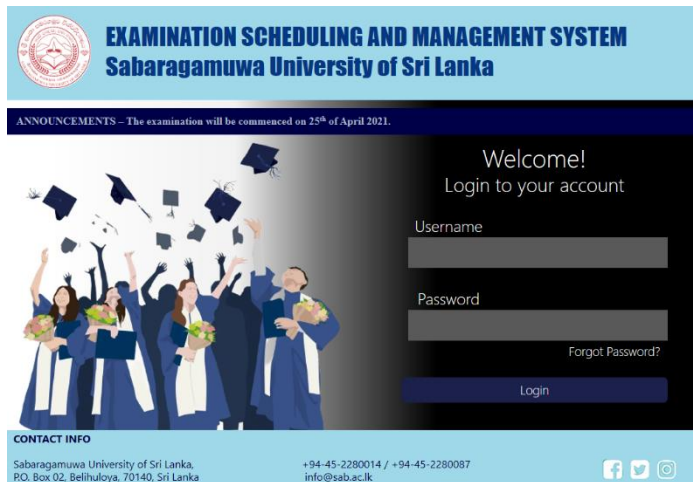 EXAMINATION SCHEDULING AND MANAGEMENT SYSTEM
Sabaragamuwa University of Sri Lanka
ANNOUNCEMENTS – The examination will be commenced on 25th of April 2021.
Welcome!
Login to your account
Username
Password
Forgot Password?
Login
CONTACT INFO
Sabaragamuwa University of Sri Lanka,
P.O. Box 02, Belihuloya, 70140, Sri Lanka
+94-45-2280014 / +94-45-2280087
info@sab.ac.lk